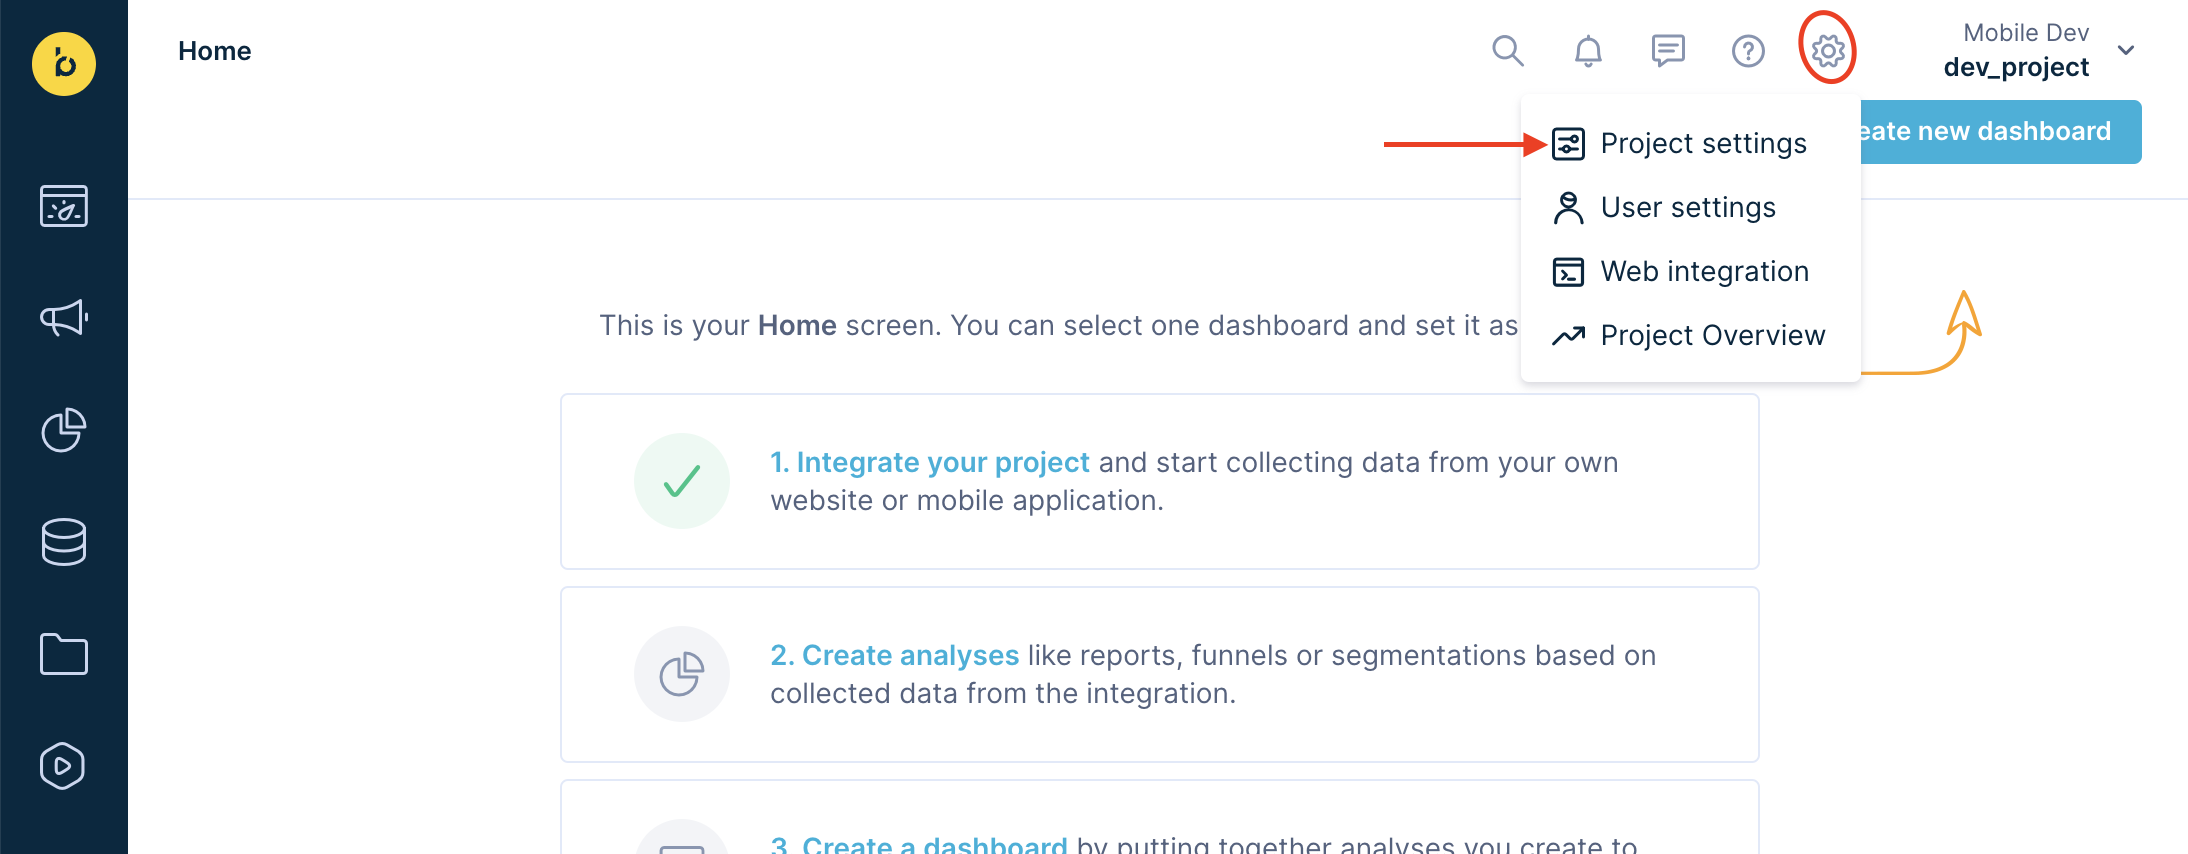 Home
Mobile Dev
dev_project
eate new dashboard
Project settings
User settings
Web integration
Project Overview
This is your Home screen. You can select one dashboard and set it as
1. Integrate your project and start collecting data from your own
website or mobile application.
2. Create analyses like reports, funnels or segmentations based on
collected data from the integration.
3. Create a dashboard by putting together analyses you create to